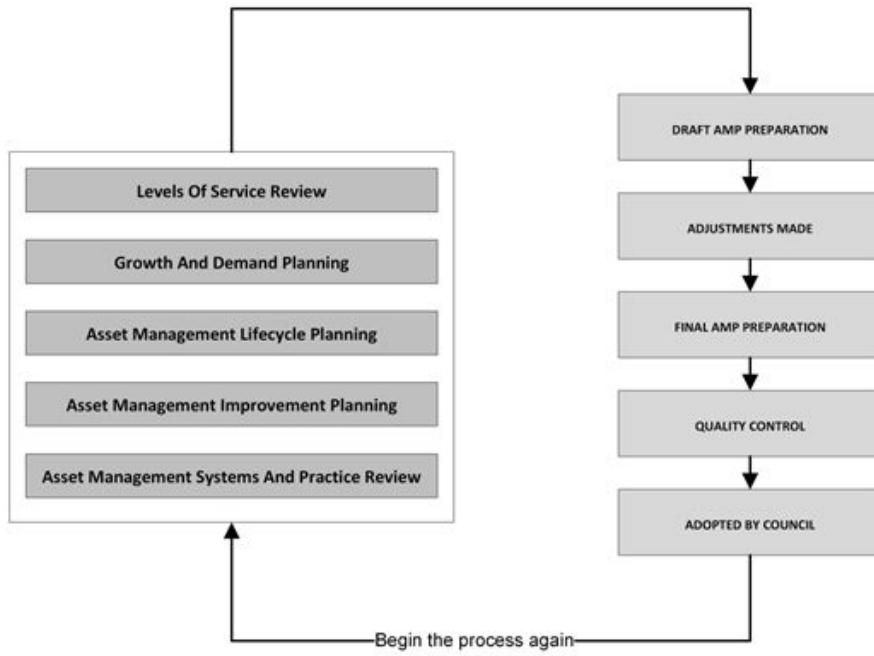 Levels Of Service Review
Growth And Demand Planning
Asset Management Lifecycle Planning
Asset Management Improvement Planning
Asset Management Systems And Practice Review
DRAFT AMP PREPARATION
ADJUSTMENTS MADE
FINAL AMP PREPARATION
QUALITY CONTROL
ADOPTED BY COUNCIL
Begin the process again